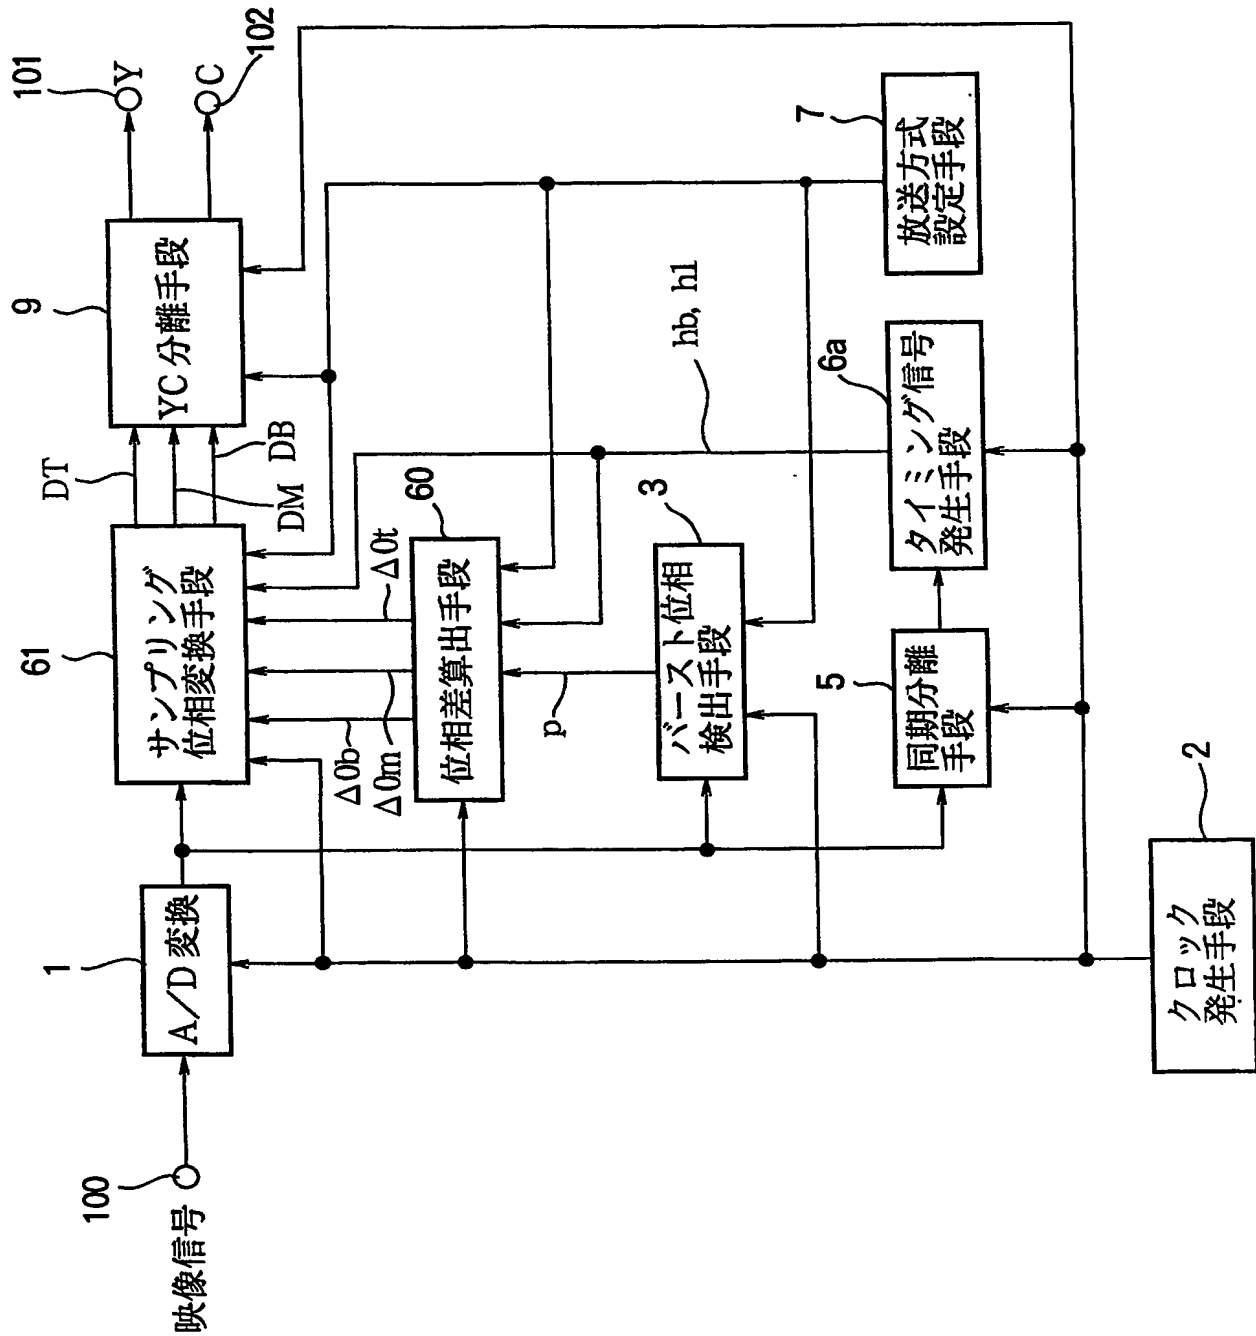 映像信号
100
1
A/D変換
61
サンプリング
位相変換手段
DT
DM
DB
9
YC分離手段
101
Y
C
102
Δ0b
Δ0m
Δ0t
60
位相差算出手段
p
3
バースト位相
検出手段
hb, h1
5
同期分離
手段
6a
タイミング信号
発生手段
7
放送方式
設定手段
2
クロック
発生手段